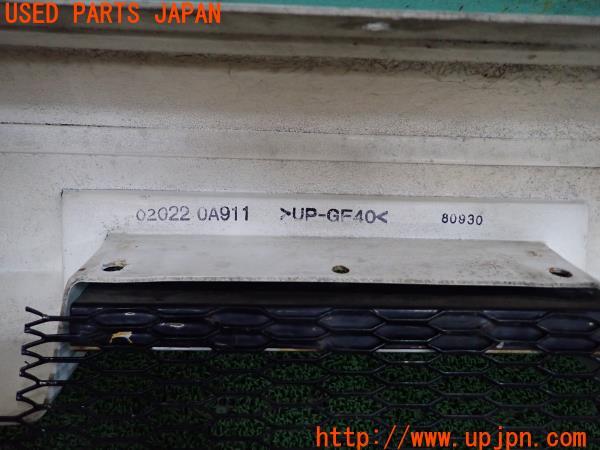 USED PARTS JAPAN
02022 0A911 >UP-GF40< 80930
http://www.upjpn.com